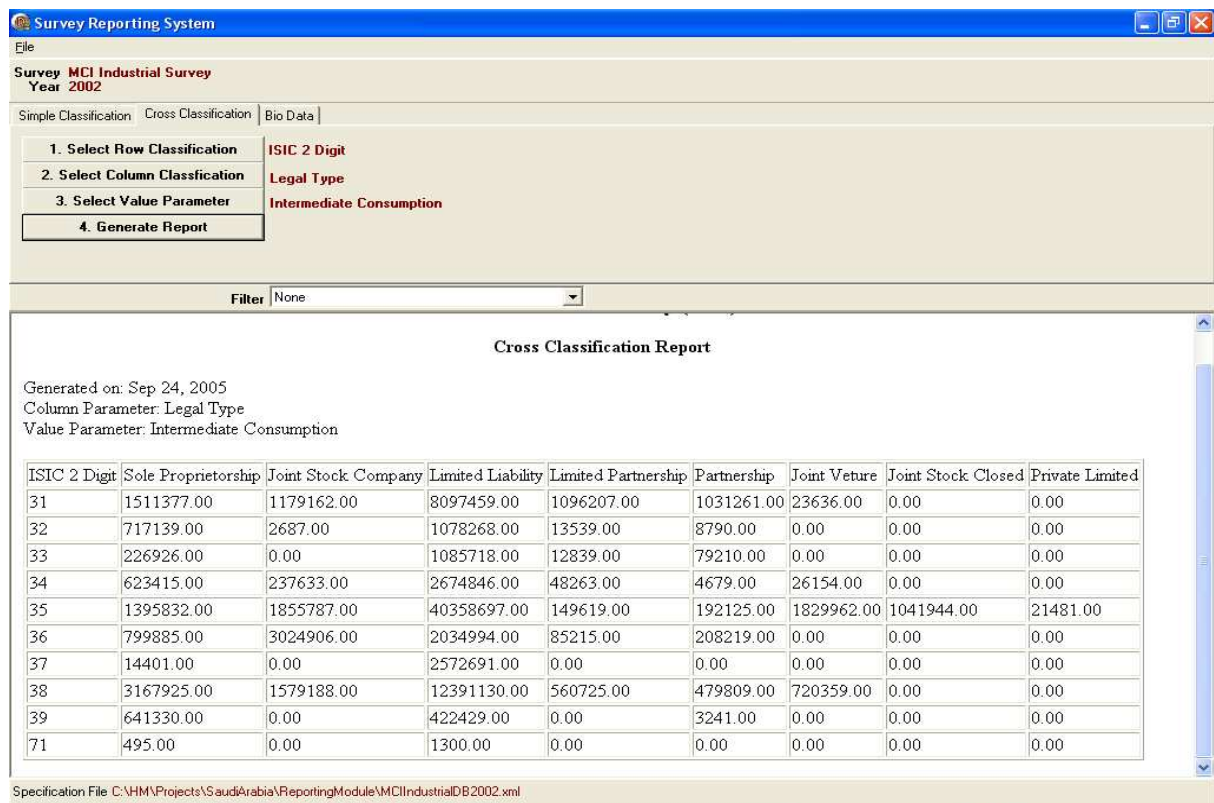 Survey Reporting System
File
Survey MCI Industrial Survey
Year 2002
Simple Classification Cross Classification Bio Data
1. Select Row Classification ISIC 2 Digit
2. Select Column Classfication Legal Type
3. Select Value Parameter Intermediate Consumption
4. Generate Report
Filter None
Cross Classification Report
Generated on: Sep 24, 2005
Column Parameter: Legal Type
Value Parameter: Intermediate Consumption
ISIC 2 Digit Sole Proprietorship Joint Stock Company Limited Liability Limited Partnership Partnership Joint Veture Joint Stock Closed Private Limited
31 1511377.00 1179162.00 8097459.00 1096207.00 1031261.00 23636.00 0.00 0.00
32 717139.00 2687.00 1078268.00 13539.00 8790.00 0.00 0.00 0.00
33 226926.00 0.00 1085718.00 12839.00 79210.00 0.00 0.00 0.00
34 623415.00 237633.00 2674846.00 48263.00 4679.00 26154.00 0.00 0.00
35 1395832.00 1855787.00 40358697.00 149619.00 192125.00 1829962.00 1041944.00 21481.00
36 799885.00 3024906.00 2034994.00 85215.00 208219.00 0.00 0.00 0.00
37 14401.00 0.00 2572691.00 0.00 0.00 0.00 0.00 0.00
38 3167925.00 1579188.00 12391130.00 560725.00 479809.00 720359.00 0.00 0.00
39 641330.00 0.00 422429.00 0.00 3241.00 0.00 0.00 0.00
71 495.00 0.00 1300.00 0.00 0.00 0.00 0.00 0.00
Specification File C:\HM\Projects\SaudiArabia\ReportingModule\MCIIndustrialDB2002.xml